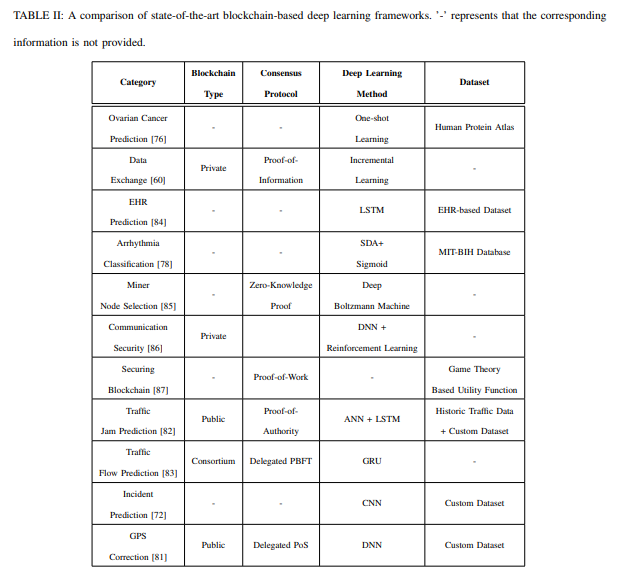 TABLE II: A comparison of state-of-the-art blockchain-based deep learning frameworks. '-' represents that the corresponding
information is not provided.
Category
Blockchain
Type
Consensus
Protocol
Deep Learning
Method
Dataset
Ovarian Cancer
Prediction [76]
-
-
One-shot
Learning
Human Protein Atlas
Data
Exchange [60]
Private
Proof-of-
Information
Incremental
Learning
-
EHR
Prediction [84]
-
-
LSTM
EHR-based Dataset
Arrhythmia
Classification [78]
-
-
SDA+
Sigmoid
MIT-BIH Database
Miner
Node Selection [85]
-
Zero-Knowledge
Proof
Deep
Boltzmann Machine
-
Communication
Security [86]
Private
DNN +
Reinforcement Learning
-
Securing
Blockchain [87]
-
Proof-of-Work
-
Game Theory
Based Utility Function
Traffic
Jam Prediction [82]
Public
Proof-of-
Authority
ANN + LSTM
Historic Traffic Data
+ Custom Dataset
Traffic
Flow Prediction [83]
Consortium
Delegated PBFT
GRU
-
Incident
Prediction [72]
-
-
CNN
Custom Dataset
GPS
Correction [81]
Public
Delegated PoS
DNN
Custom Dataset